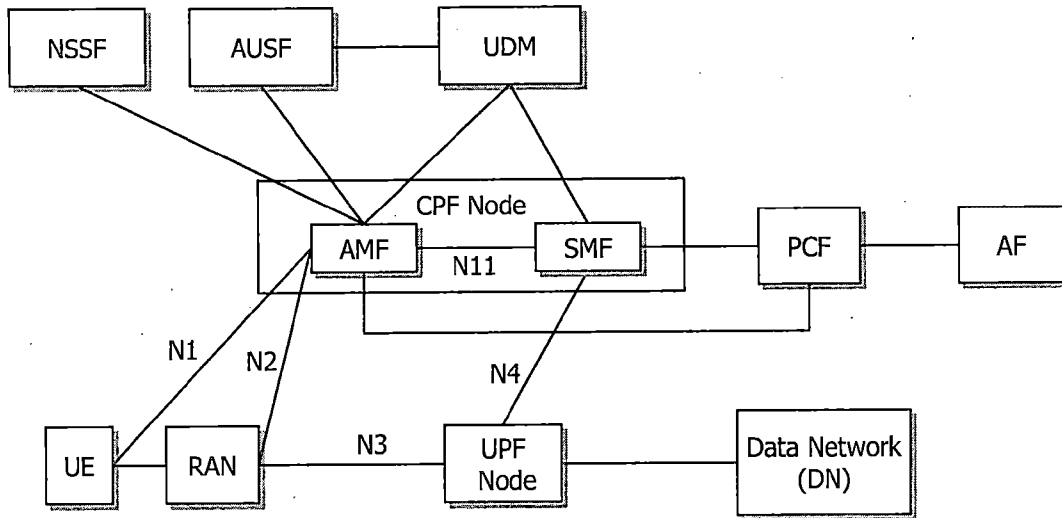 NSSF
AUSF
UDM
CPF Node
AMF
N11
SMF
PCF
AF
N1
N2
N4
UE
RAN
N3
UPF
Node
Data Network
(DN)